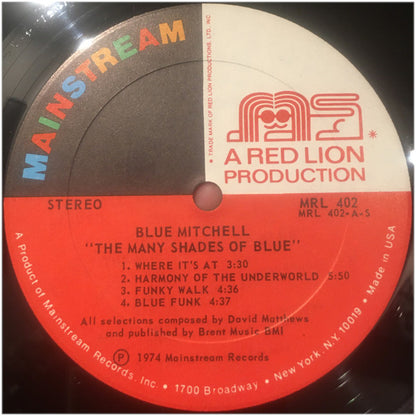 MAINSTREAM
* TRADE MARK OF RED LION PRODUCTIONS, LTD. INC.
ms*
A RED LION
PRODUCTION
STEREO
MRL 402
MRL 402-A-S
BLUE MITCHELL
"THE MANY SHADES OF BLUE"
1. WHERE IT'S AT 3:30
2. HARMONY OF THE UNDERWORLD 5:50
3. FUNKY WALK 4:36
4. BLUE FUNK 4:37
All selections composed by David Matthews
and published by Brent Music BMI
Ⓟ 1974 Mainstream Records
A Product of Mainstream Records, Inc. • 1700 Broadway • New York, N.Y. 10019 • Made in USA